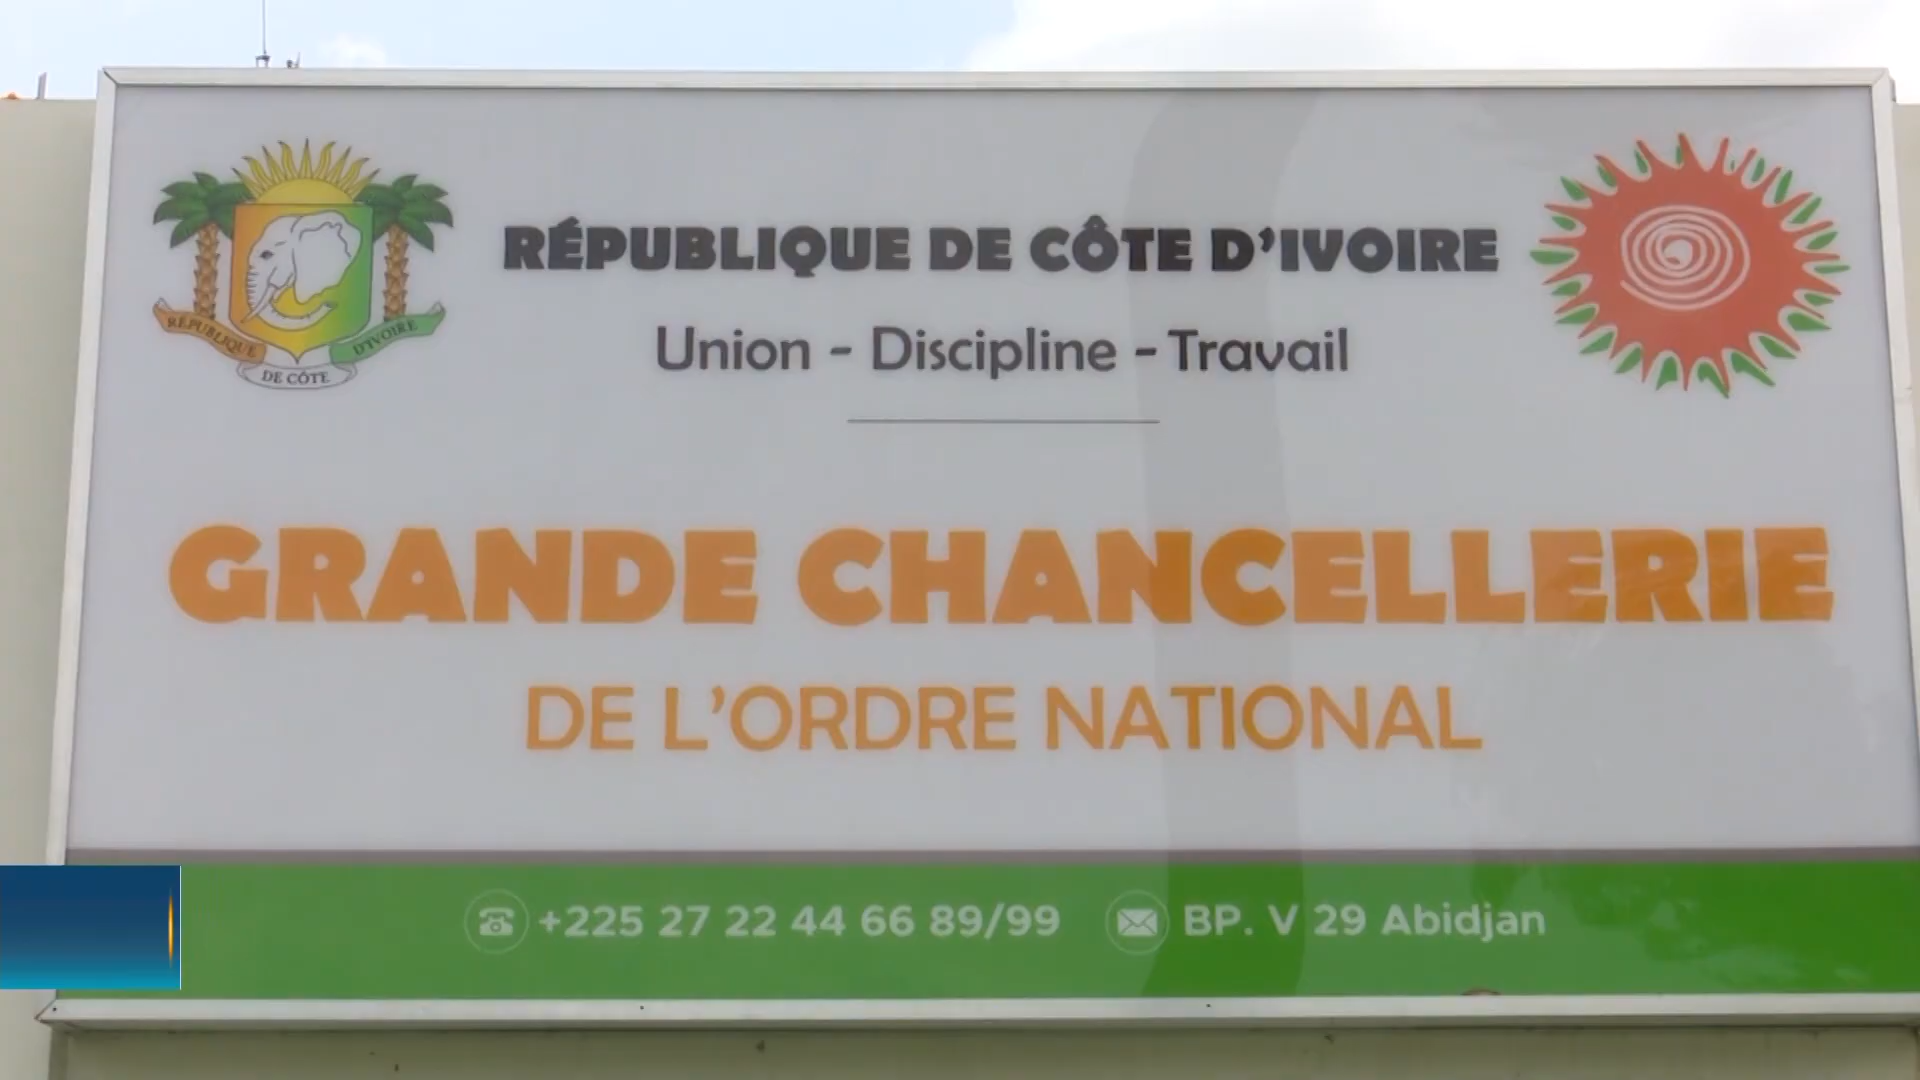 RÉPUBLIQUE DE CÔTE D'IVOIRE
Union - Discipline - Travail
RÉPUBLIQUE DE CÔTE D'IVOIRE
GRANDE CHANCELLERIE
DE L'ORDRE NATIONAL
+225 27 22 44 66 89/99 BP. V 29 Abidjan